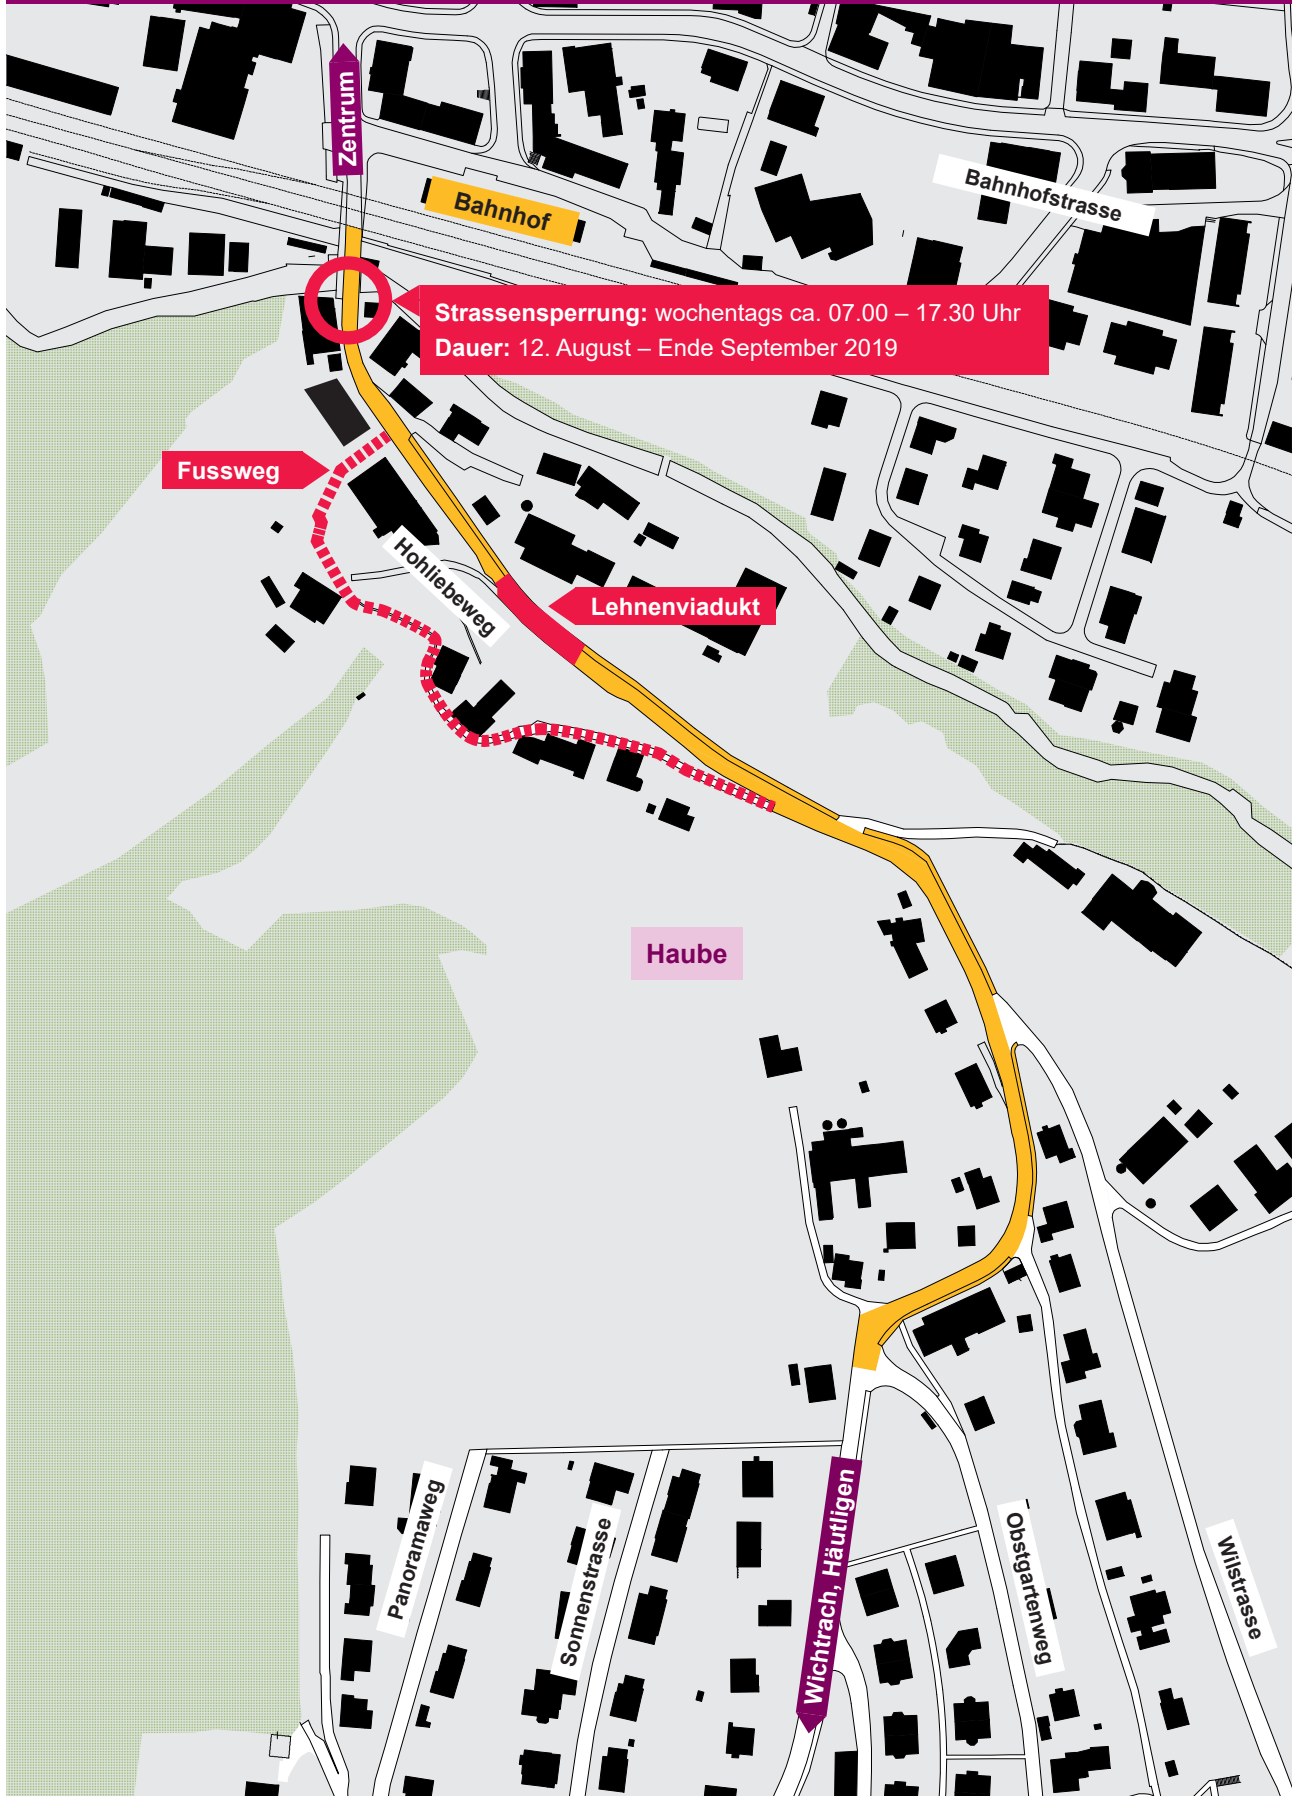 Zentrum
Bahnhof
Bahnhofstrasse
Strassensperrung: wochentags ca. 07.00 – 17.30 Uhr
Dauer: 12. August – Ende September 2019
Fussweg
Hohliebeweg
Lehnenviadukt
Haube
Panoramaweg
Sonnenstrasse
Wichtrach, Häutligen
Obstgartenweg
Wilstrasse